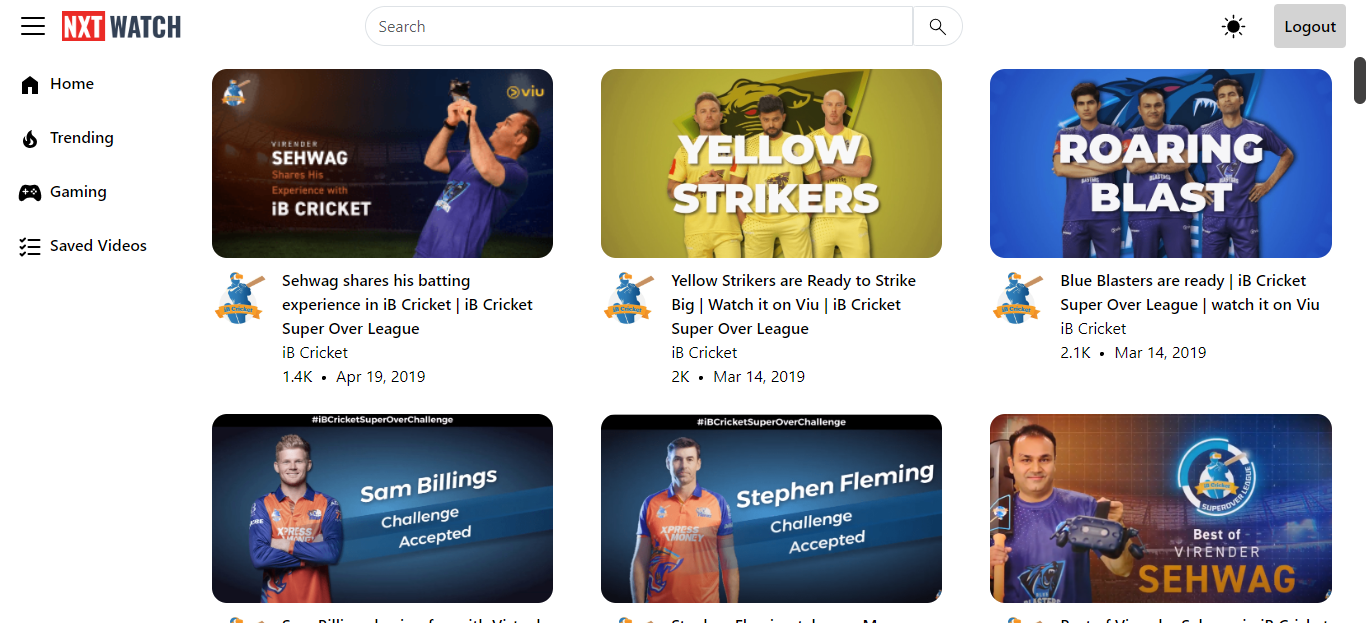 NXT WATCH
Search
Logout
Home
Trending
Gaming
Saved Videos
viu
VIRENDER
SEHWAG
Shares His
Experience with
iB CRICKET
YELLOW
STRIKERS
ROARING
BLAST
iB Cricket
Sehwag shares his batting
experience in iB Cricket | iB Cricket
Super Over League
iB Cricket
1.4K • Apr 19, 2019
iB Cricket
Yellow Strikers are Ready to Strike
Big | Watch it on Viu | iB Cricket
Super Over League
iB Cricket
2K • Mar 14, 2019
iB Cricket
Blue Blasters are ready | iB Cricket
Super Over League | watch it on Viu
iB Cricket
2.1K • Mar 14, 2019
#iBCricketSuperOverChallenge
XPRESS
MONEY
Sam Billings
Challenge
Accepted
#iBCricketSuperOverChallenge
XPRESS
MONEY
Stephen Fleming
Challenge
Accepted
iB Cricket
SUPEROVER LEAGUE
Best of
VIRENDER
SEHWAG